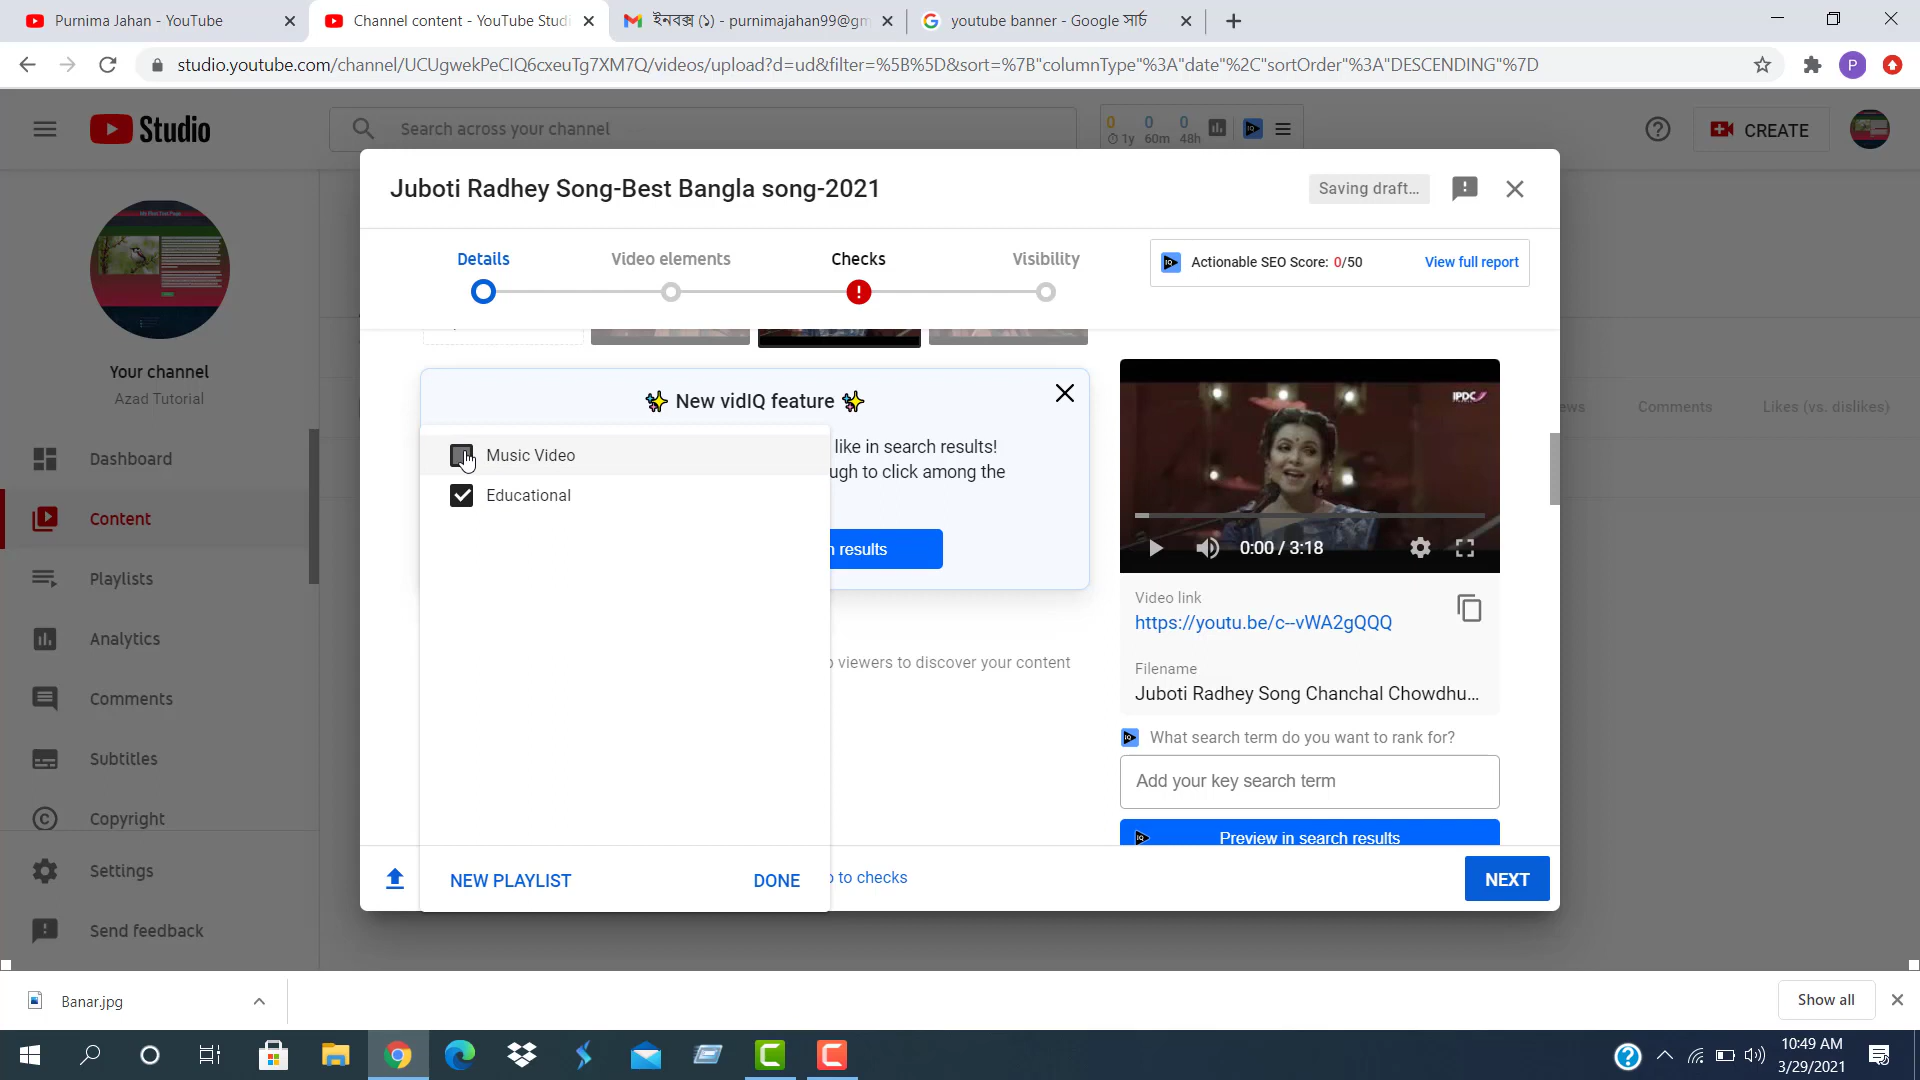 Purnima Jahan - YouTube
Channel content - YouTube Studi
ইনবক্স (১) - purnimajahan99@gm
youtube banner - Google সার্চ
studio.youtube.com/channel/UCUgwekPeCIQ6cxeuTg7XM7Q/videos/upload?d=ud&filter=%5B%5D&sort=%7B"columnType"%3A"date"%2C"sortOrder"%3A"DESCENDING"%7D
P
Studio
Search across your channel
0 0 0
1y 60m 48h
CREATE
Juboti Radhey Song-Best Bangla song-2021
Saving draft...
Details
Video elements
Checks
Visibility
Actionable SEO Score: 0/50
View full report
Your channel
Azad Tutorial
Dashboard
Content
Playlists
Analytics
Comments
Subtitles
Copyright
Settings
Send feedback
New vidIQ feature
like in search results!
ugh to click among the
results
Music Video
Educational
viewers to discover your content
NEW PLAYLIST
DONE
to checks
IPDC
0:00 / 3:18
Video link
https://youtu.be/c--vWA2gQQQ
Filename
Juboti Radhey Song Chanchal Chowdhu...
What search term do you want to rank for?
Add your key search term
Preview in search results
NEXT
ews
Comments
Likes (vs. dislikes)
Banar.jpg
Show all
10:49 AM
3/29/2021